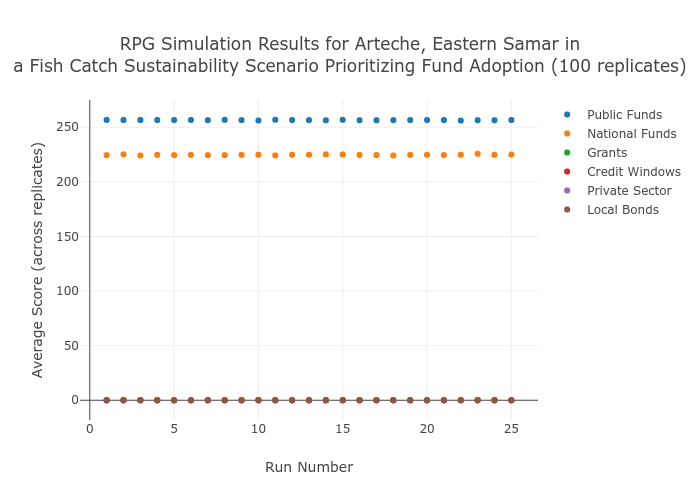 RPG Simulation Results for Arteche, Eastern Samar in
a Fish Catch Sustainability Scenario Prioritizing Fund Adoption (100 replicates)
Average Score (across replicates)
250
200
150
100
50
0
0
5
10
15
20
25
Run Number
Public Funds
National Funds
Grants
Credit Windows
Private Sector
Local Bonds